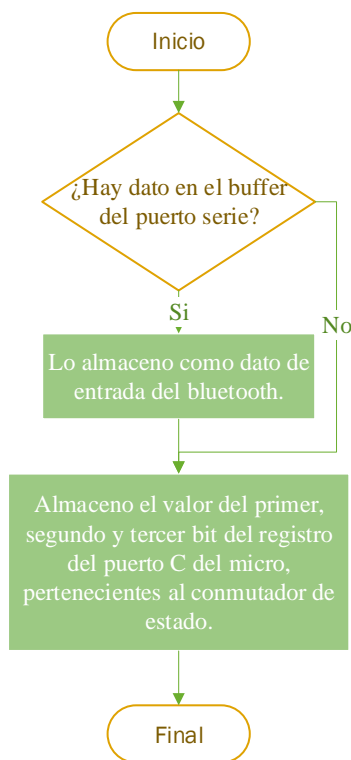 Inicio
¿Hay dato en el buffer
del puerto serie?
Si
No
Lo almaceno como dato de
entrada del bluetooth.
Almaceno el valor del primer,
segundo y tercer bit del registro
del puerto C del micro,
pertenecientes al conmutador de
estado.
Final